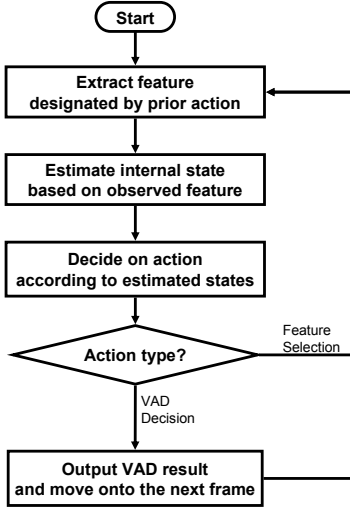 Start
Extract feature
designated by prior action
Estimate internal state
based on observed feature
Decide on action
according to estimated states
Action type?
Feature
Selection
VAD
Decision
Output VAD result
and move onto the next frame